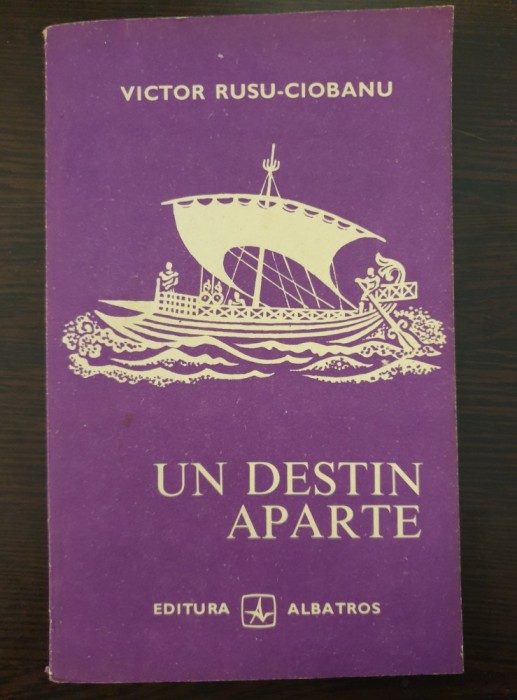 VICTOR RUSU-CIOBANU
UN DESTIN
APARTE
EDITURA ALBATROS